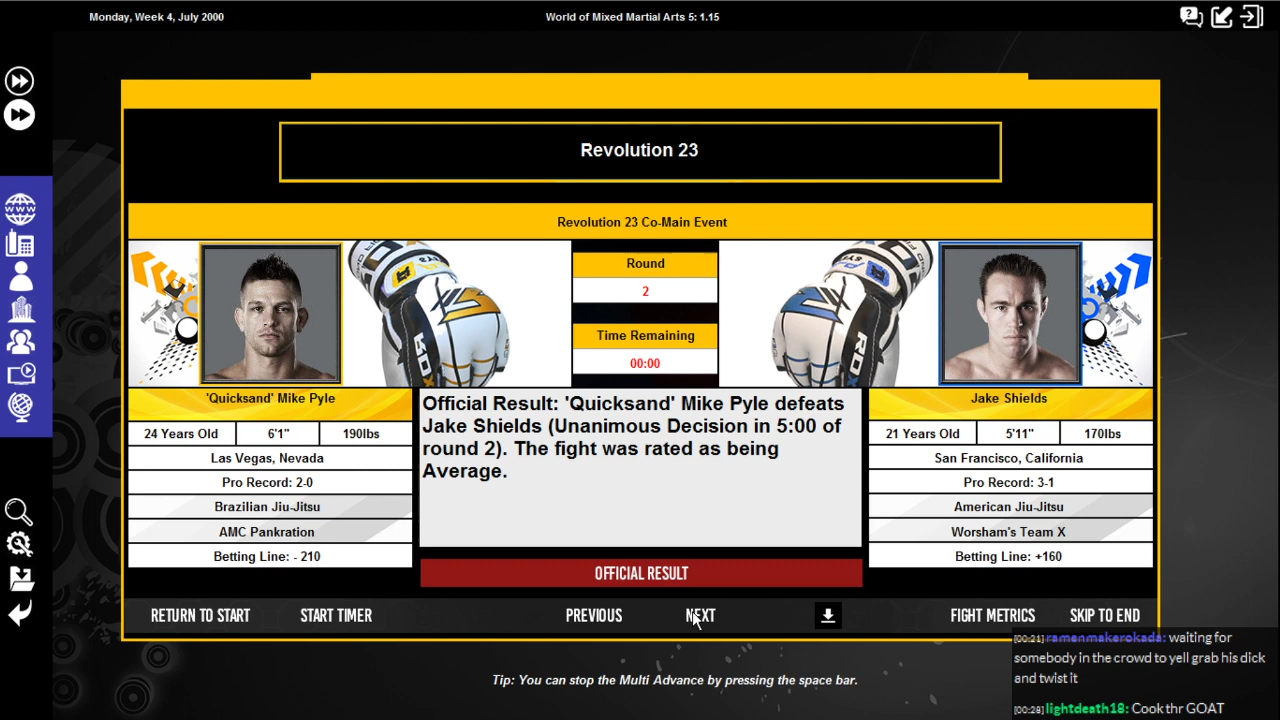 Monday, Week 4, July 2000
World of Mixed Martial Arts 5: 1.15
Revolution 23
Revolution 23 Co-Main Event
Round
2
Time Remaining
00:00
RDX
RDX
'Quicksand' Mike Pyle
24 Years Old
6'1"
190lbs
Las Vegas, Nevada
Pro Record: 2-0
Brazilian Jiu-Jitsu
AMC Pankration
Betting Line: - 210
Official Result: 'Quicksand' Mike Pyle defeats
Jake Shields (Unanimous Decision in 5:00 of
round 2). The fight was rated as being
Average.
OFFICIAL RESULT
Jake Shields
21 Years Old
5'11"
170lbs
San Francisco, California
Pro Record: 3-1
American Jiu-Jitsu
Worsham's Team X
Betting Line: +160
RETURN TO START
START TIMER
PREVIOUS
NEXT
FIGHT METRICS
SKIP TO END
Tip: You can stop the Multi Advance by pressing the space bar.
[00:21] ramenmakerokada: waiting for
somebody in the crowd to yell grab his dick
and twist it
[00:28] lightdeath18: Cook thr GOAT